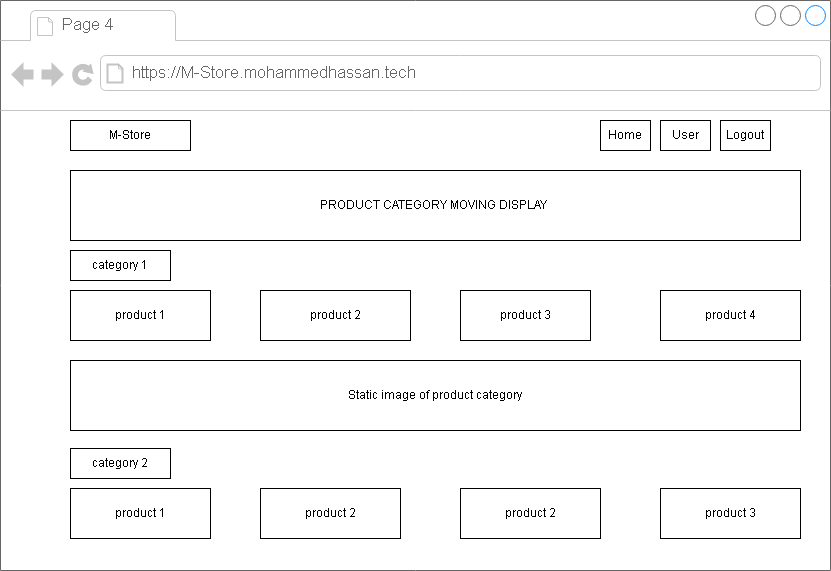 Page 4
https://M-Store.mohammedhassan.tech
M-Store
Home
User
Logout
PRODUCT CATEGORY MOVING DISPLAY
category 1
product 1
product 2
product 3
product 4
Static image of product category
category 2
product 1
product 2
product 2
product 3